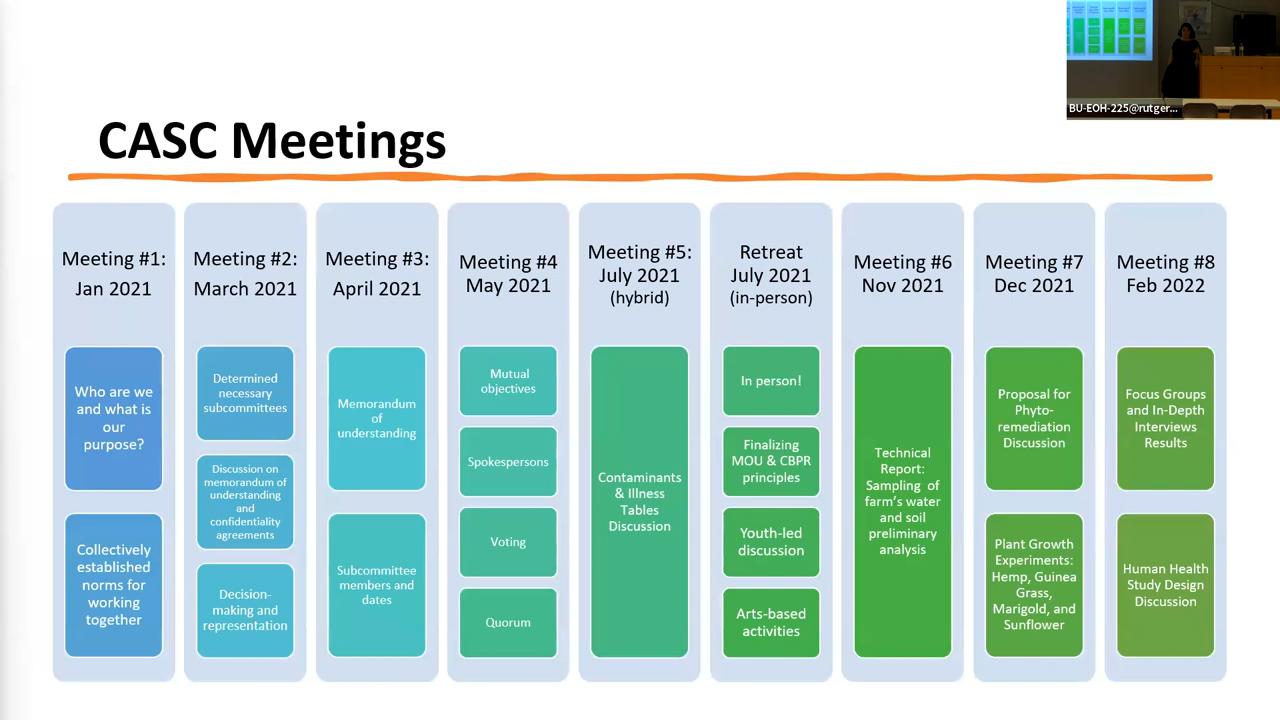 BU-EOH-225@rutger...
CASC Meetings
Meeting #1:
Jan 2021
Who are we
and what is
our
purpose?
Collectively
established
norms for
working
together
Meeting #2:
March 2021
Determined
necessary
subcommittees
Discussion on
memorandum of
understanding
and
confidentiality
agreements
Decision-
making and
representation
Meeting #3:
April 2021
Memorandum
of
understanding
Subcommittee
members and
dates
Meeting #4
May 2021
Mutual
objectives
Spokespersons
Voting
Quorum
Meeting #5:
July 2021
(hybrid)
Contaminants
& Illness
Tables
Discussion
Retreat
July 2021
(in-person)
In person!
Finalizing
MOU & CBPR
principles
Youth-led
discussion
Arts-based
activities
Meeting #6
Nov 2021
Technical
Report:
Sampling of
farm's water
and soil
preliminary
analysis
Meeting #7
Dec 2021
Proposal for
Phyto-
remediation
Discussion
Plant Growth
Experiments:
Hemp, Guinea
Grass,
Marigold, and
Sunflower
Meeting #8
Feb 2022
Focus Groups
and In-Depth
Interviews
Results
Human Health
Study Design
Discussion